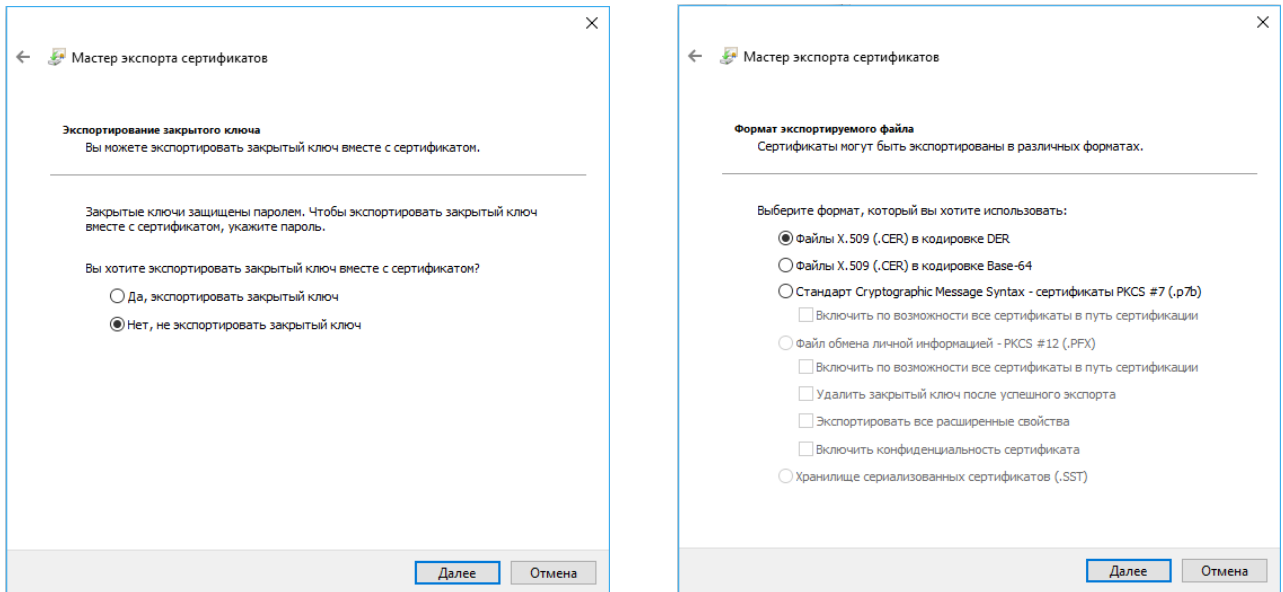 Мастер экспорта сертификатов
Экспортирование закрытого ключа
Вы можете экспортировать закрытый ключ вместе с сертификатом.
Закрытые ключи защищены паролем. Чтобы экспортировать закрытый ключ
вместе с сертификатом, укажите пароль.
Вы хотите экспортировать закрытый ключ вместе с сертификатом?
Да, экспортировать закрытый ключ
Нет, не экспортировать закрытый ключ
Далее
Отмена
Мастер экспорта сертификатов
Формат экспортируемого файла
Сертификаты могут быть экспортированы в различных форматах.
Выберите формат, который вы хотите использовать:
Файлы X.509 (.CER) в кодировке DER
Файлы X.509 (.CER) в кодировке Base-64
Стандарт Cryptographic Message Syntax - сертификаты PKCS #7 (.p7b)
Включить по возможности все сертификаты в путь сертификации
Файл обмена личной информацией - PKCS #12 (.PFX)
Включить по возможности все сертификаты в путь сертификации
Удалить закрытый ключ после успешного экспорта
Экспортировать все расширенные свойства
Включить конфиденциальность сертификата
Хранилище сериализованных сертификатов (.SST)
Далее
Отмена